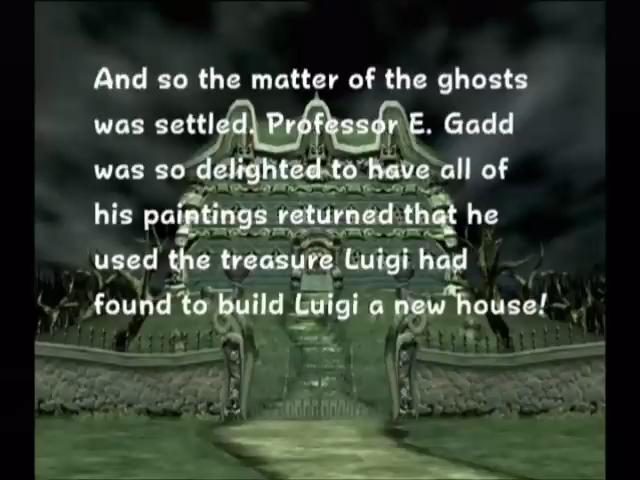 And so the matter of the ghosts
was settled. Professor E. Gadd
was so delighted to have all of
his paintings returned that he
used the treasure Luigi had
found to build Luigi a new house!